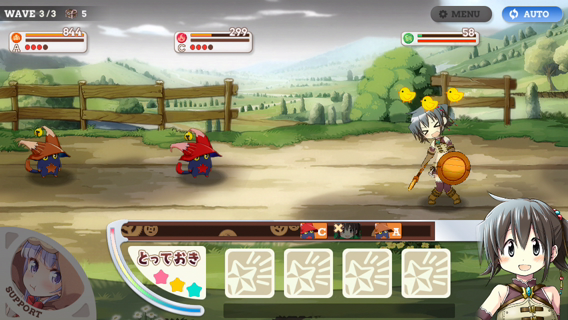 WAVE 3/3 5
MENU
AUTO
844
A
299
C
58
C
A
とっておき
SUPPORT